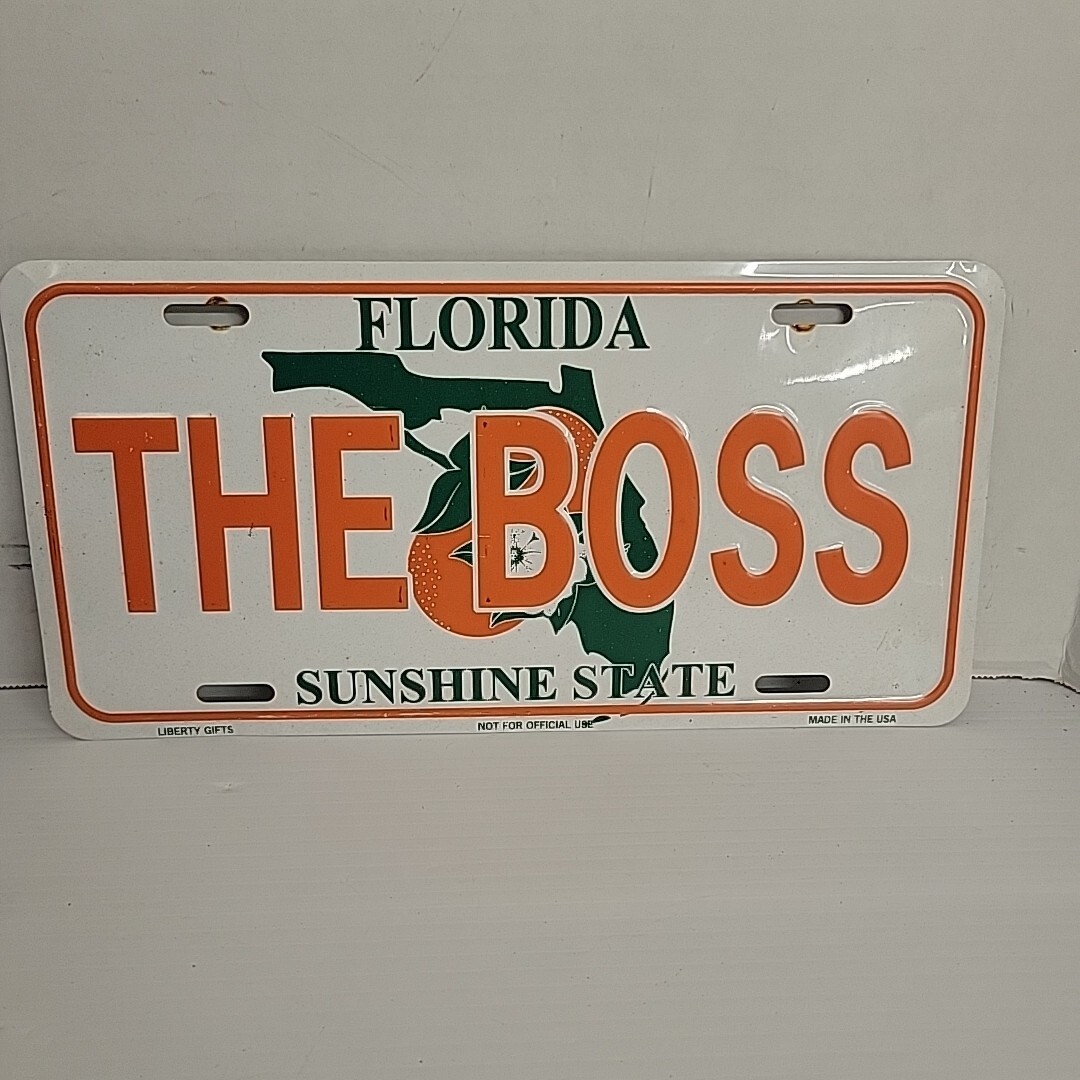 FLORIDA
THE BOSS
SUNSHINE STATE
LIBERTY GIFTS NOT FOR OFFICIAL USE MADE IN THE USA